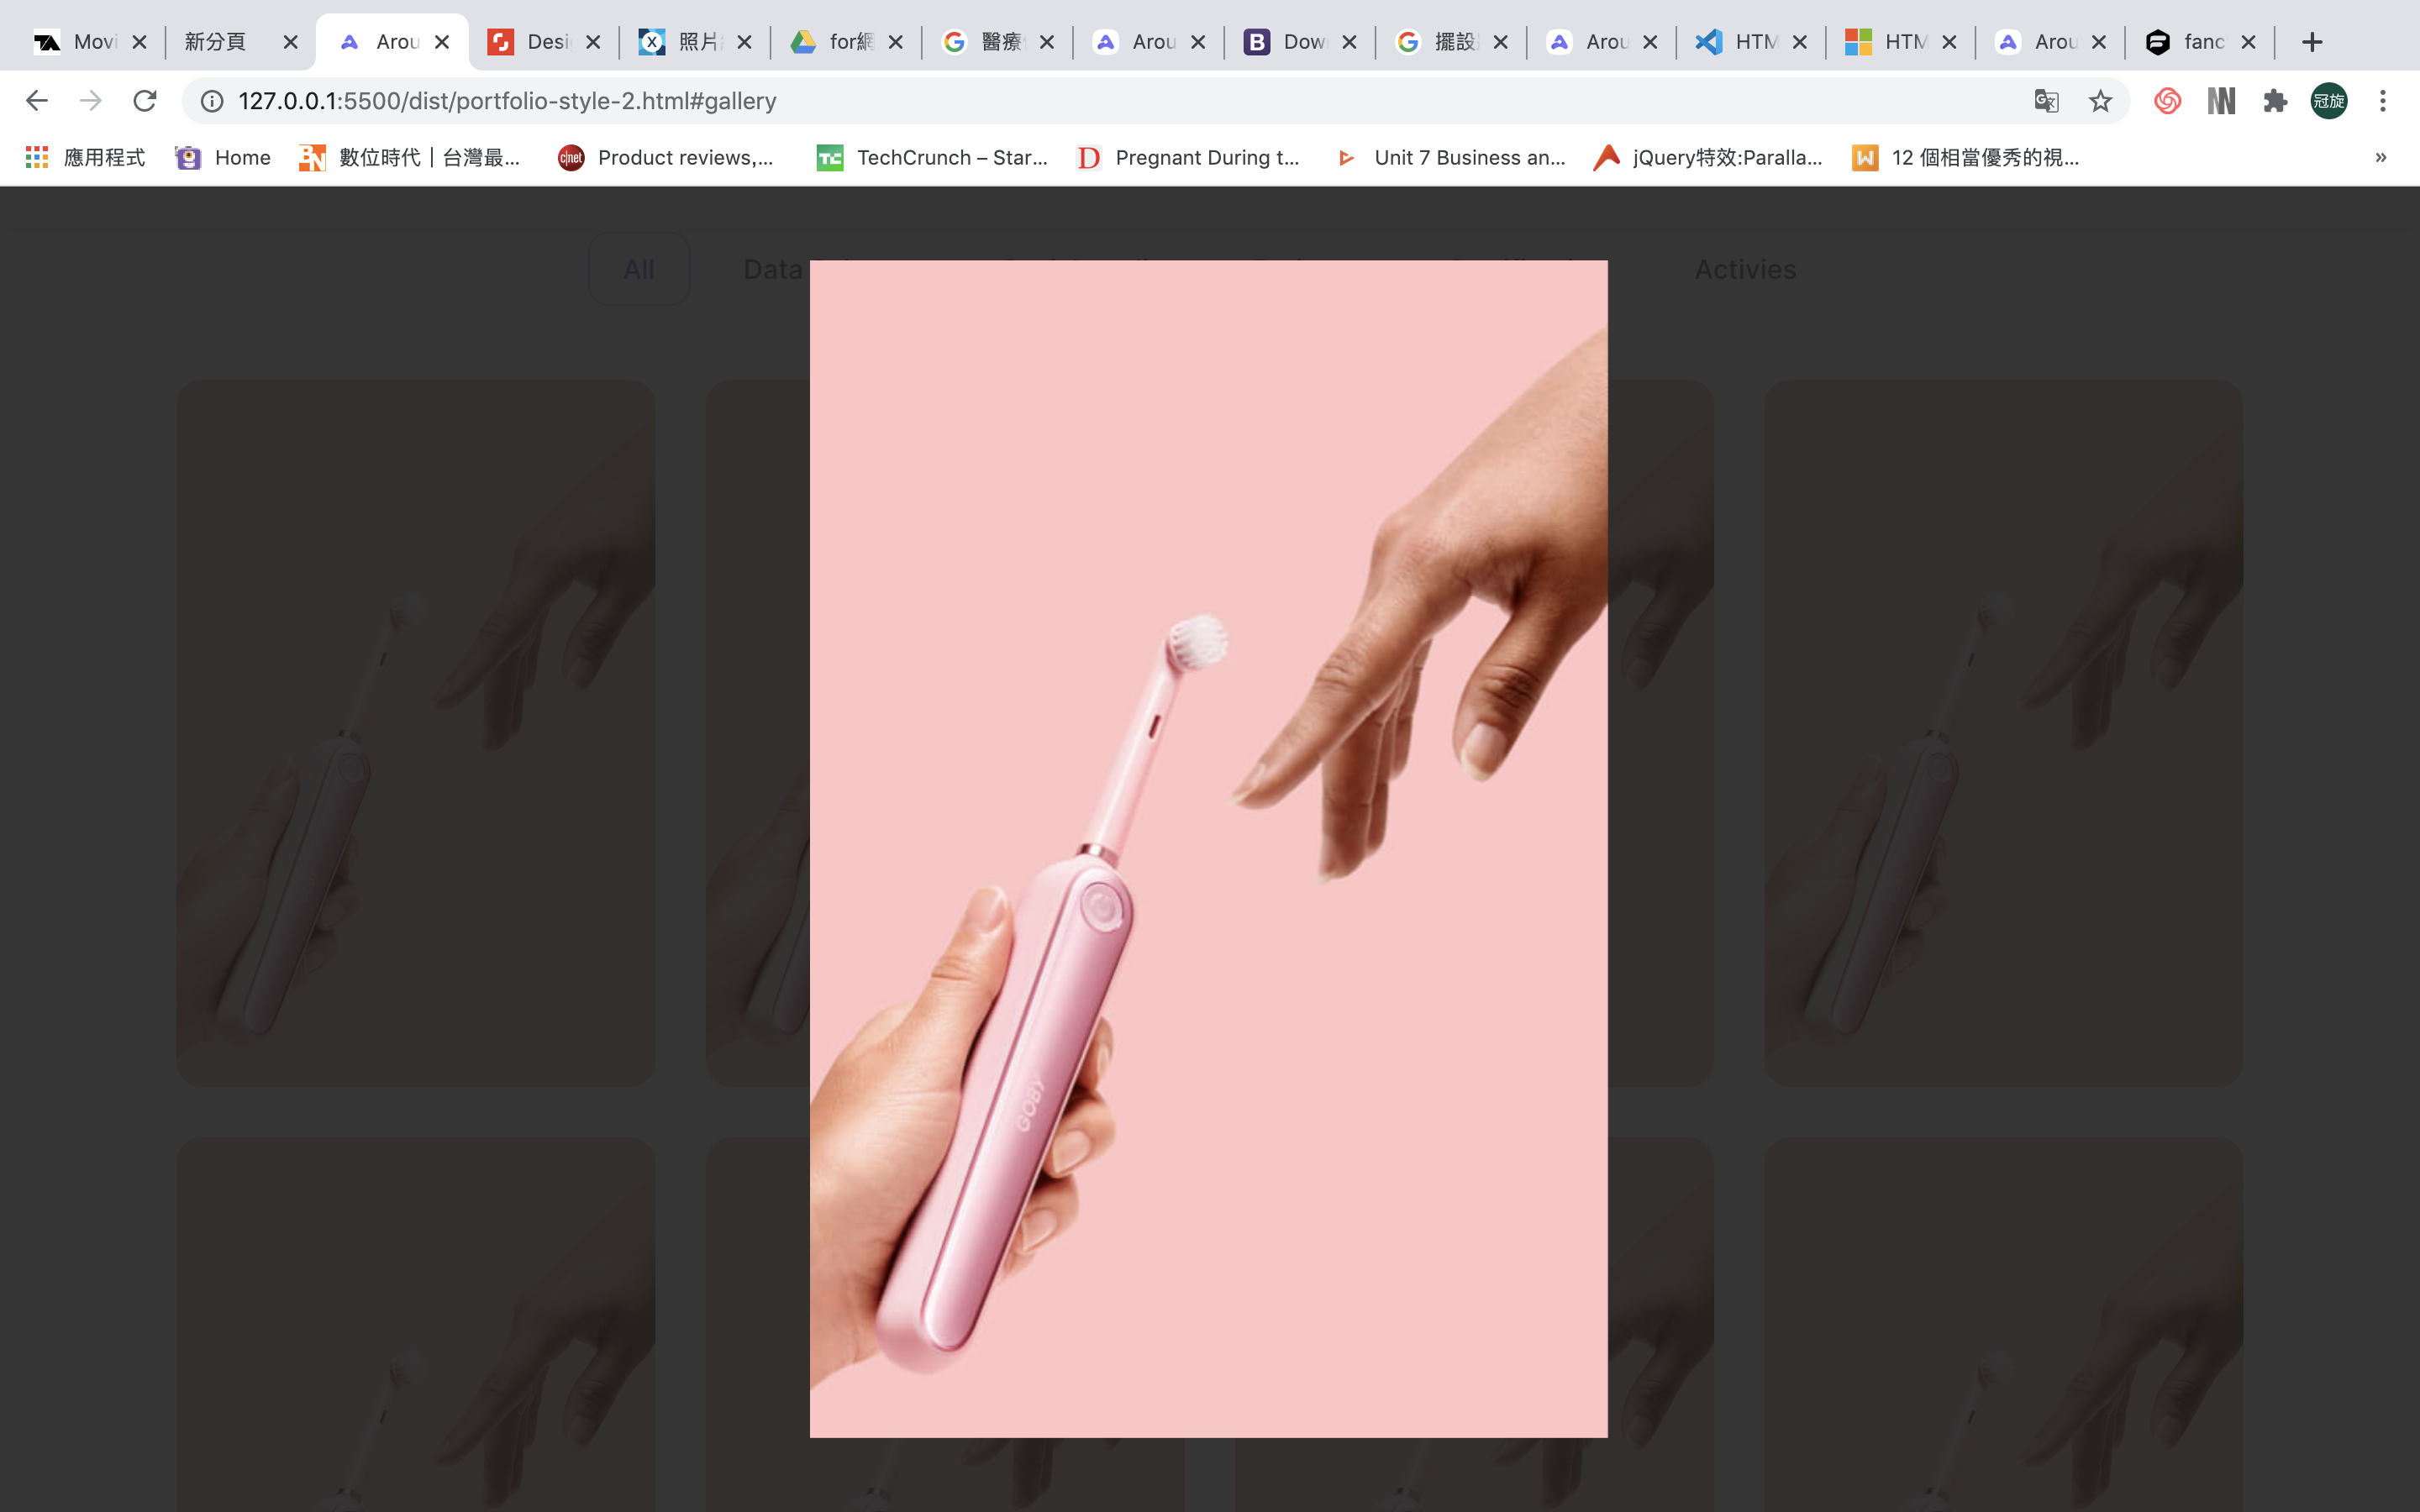 Movi
新分頁
Arou
Desi
照片
for網
醫療
Arou
Dow
擺設
Arou
HTM
HTM
Arou
fanc
127.0.0.1:5500/dist/portfolio-style-2.html#gallery
冠旋
應用程式
Home
數位時代｜台灣最...
c|net
Product reviews,...
TechCrunch – Star...
Pregnant During t...
Unit 7 Business an...
jQuery特效:Paralla...
12 個相當優秀的視...
»
All
Data
Activies
GOBY